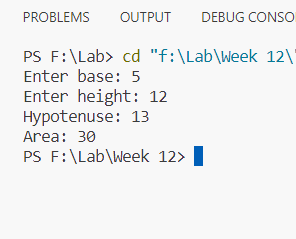 PROBLEMS OUTPUT DEBUG CONSO
PS F:\Lab> cd "f:\Lab\Week 12\"
Enter base: 5
Enter height: 12
Hypotenuse: 13
Area: 30
PS F:\Lab\Week 12>